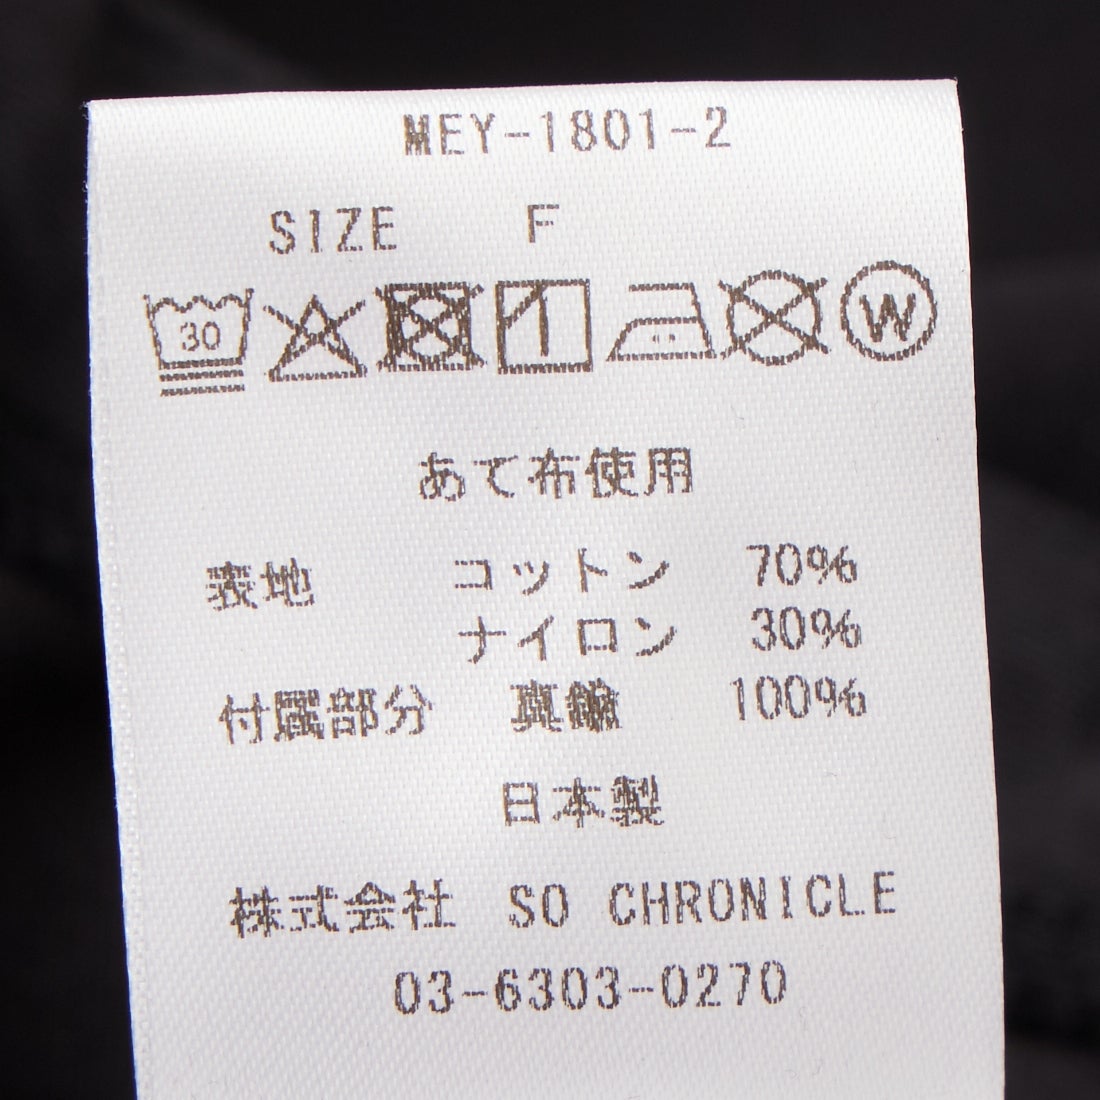 MEY-1801-2
SIZE F
30 W
あて布使用
表地 コットン 70%
ナイロン 30%
付属部分 真鍮 100%
日本製
株式会社 SO CHRONICLE
03-6303-0270